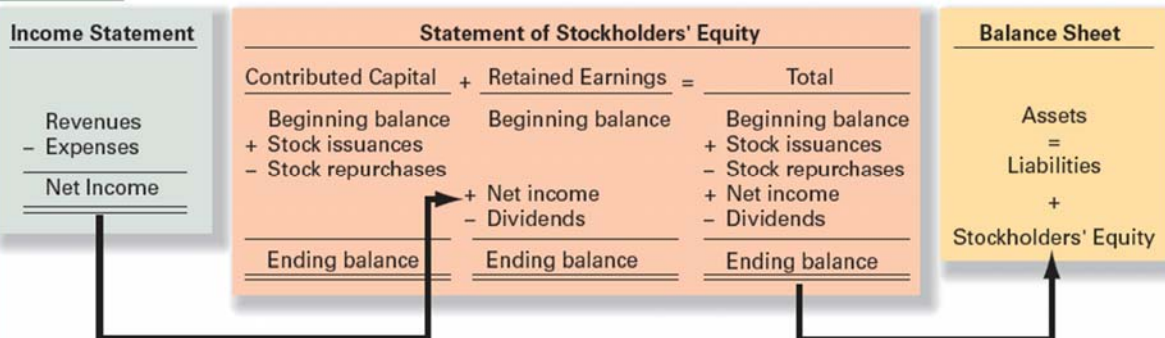 Income Statement
Revenues
− Expenses
Net Income
Statement of Stockholders' Equity
Contributed Capital + Retained Earnings = Total
Beginning balance Beginning balance Beginning balance
+ Stock issuances + Stock issuances
− Stock repurchases − Stock repurchases
+ Net income + Net income
− Dividends − Dividends
Ending balance Ending balance Ending balance
Balance Sheet
Assets
=
Liabilities
+
Stockholders' Equity